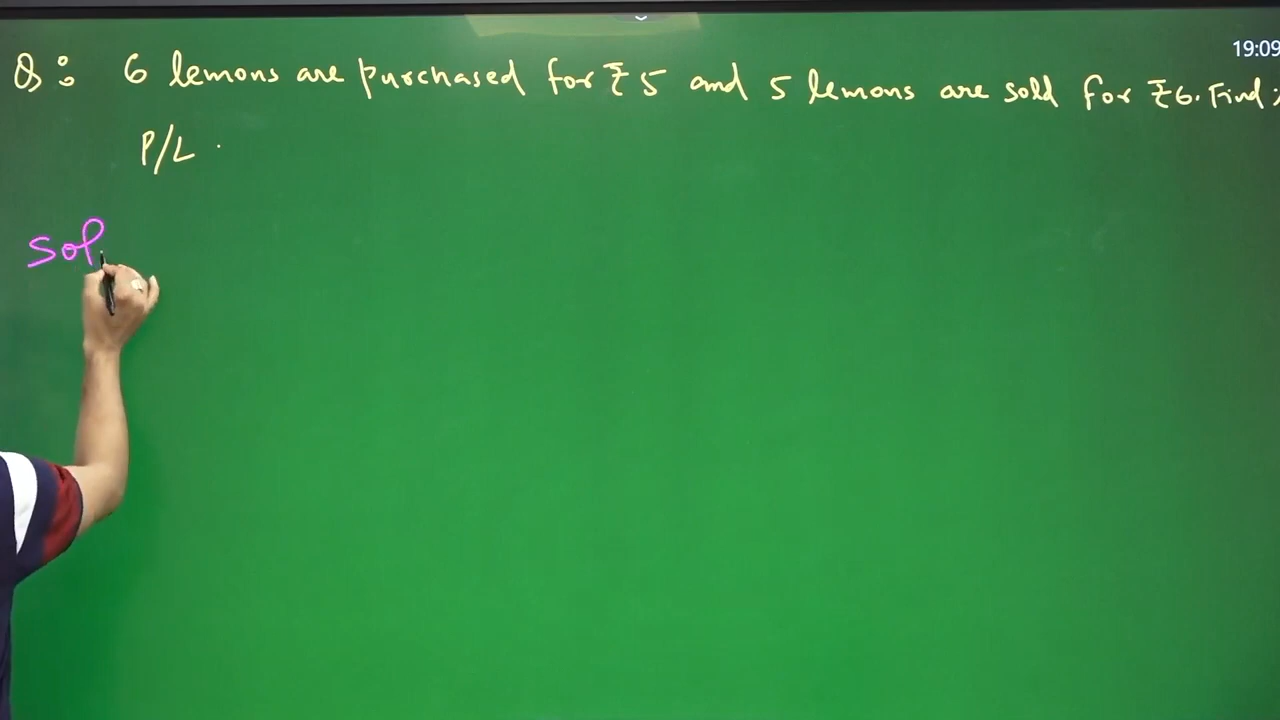 19:09
Q : 6 lemons are purchased for ₹5 and 5 lemons are sold for ₹6. Find :
P/L .
Sol